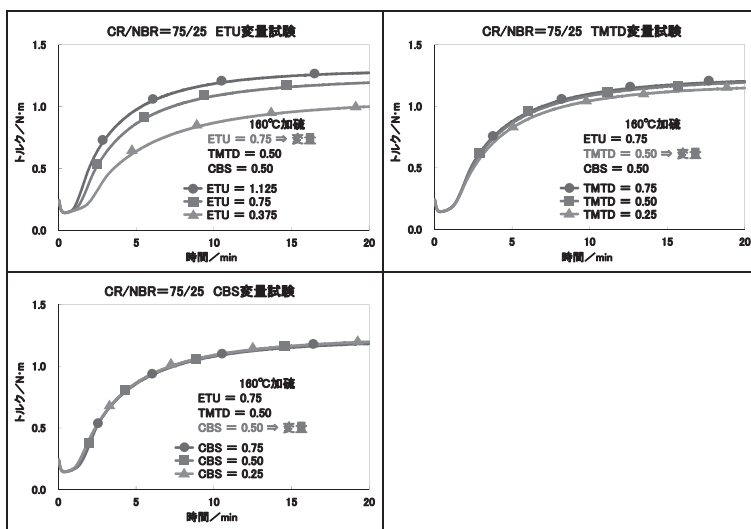 CR/NBR＝75/25 ETU変量試験
1.5
1.0
0.5
0.0
トルク／N・m
160℃加硫
ETU ＝ 0.75 ⇒ 変量
TMTD ＝ 0.50
CBS ＝ 0.50
ETU ＝ 1.125
ETU ＝ 0.75
ETU ＝ 0.375
0 5 10 15 20
時間／min
CR/NBR＝75/25 TMTD変量試験
1.5
1.0
0.5
0.0
トルク／N・m
160℃加硫
ETU ＝ 0.75
TMTD ＝ 0.50 ⇒ 変量
CBS ＝ 0.50
TMTD ＝ 0.75
TMTD ＝ 0.50
TMTD ＝ 0.25
0 5 10 15 20
時間／min
CR/NBR＝75/25 CBS変量試験
1.5
1.0
0.5
0.0
トルク／N・m
160℃加硫
ETU ＝ 0.75
TMTD ＝ 0.50
CBS ＝ 0.50 ⇒ 変量
CBS ＝ 0.75
CBS ＝ 0.50
CBS ＝ 0.25
0 5 10 15 20
時間／min